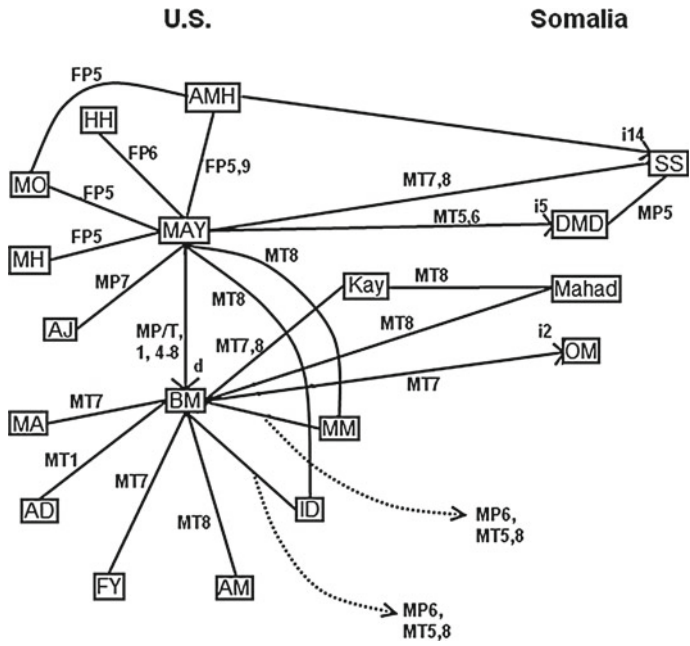 U.S. Somalia
FP5
AMH
HH
i14
FP6
FP5,9
SS
MO
MT7,8
FP5
i5
MP5
MT5,6
DMD
MAY
FP5
MH
MT8
MP7
Kay
MT8
Mahad
MT8
AJ
MP/T,
1, 4-8
MT8
i2
MT7,8
OM
d
MT7
BM
MT7
MA
MM
MT1
MT7
AD
ID
MT8
MP6,
MT5,8
FY
AM
MP6,
MT5,8